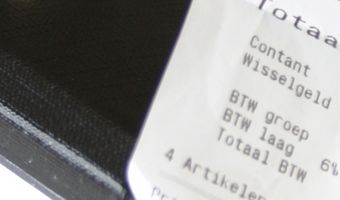 Totaa
Contant
Wisselgeld
BTW groep
BTW laag 6%
Totaal BTW
4 Artikelen